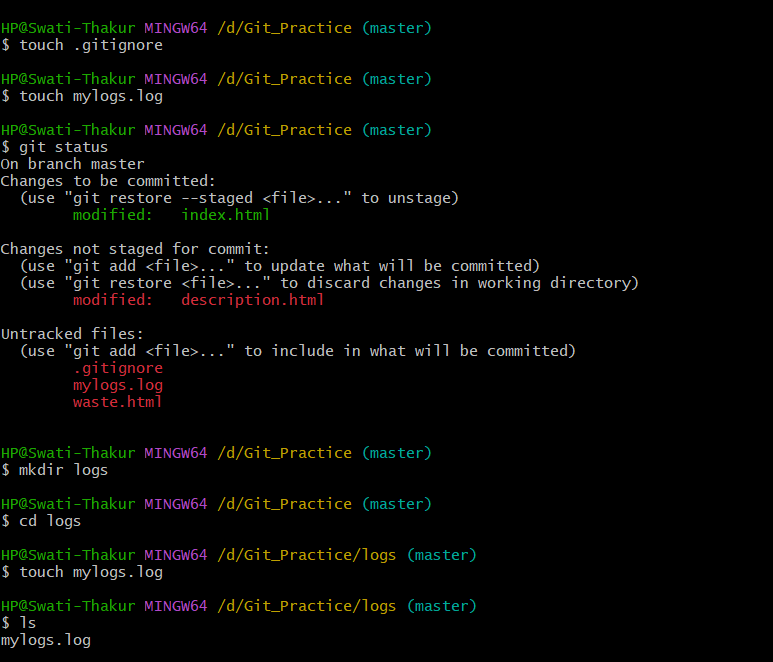 HP@Swati-Thakur MINGW64 /d/Git_Practice (master)
$ touch .gitignore
HP@Swati-Thakur MINGW64 /d/Git_Practice (master)
$ touch mylogs.log
HP@Swati-Thakur MINGW64 /d/Git_Practice (master)
$ git status
On branch master
Changes to be committed:
  (use "git restore --staged <file>..." to unstage)
        modified:   index.html
Changes not staged for commit:
  (use "git add <file>..." to update what will be committed)
  (use "git restore <file>..." to discard changes in working directory)
        modified:   description.html
Untracked files:
  (use "git add <file>..." to include in what will be committed)
        .gitignore
        mylogs.log
        waste.html
HP@Swati-Thakur MINGW64 /d/Git_Practice (master)
$ mkdir logs
HP@Swati-Thakur MINGW64 /d/Git_Practice (master)
$ cd logs
HP@Swati-Thakur MINGW64 /d/Git_Practice/logs (master)
$ touch mylogs.log
HP@Swati-Thakur MINGW64 /d/Git_Practice/logs (master)
$ ls
mylogs.log